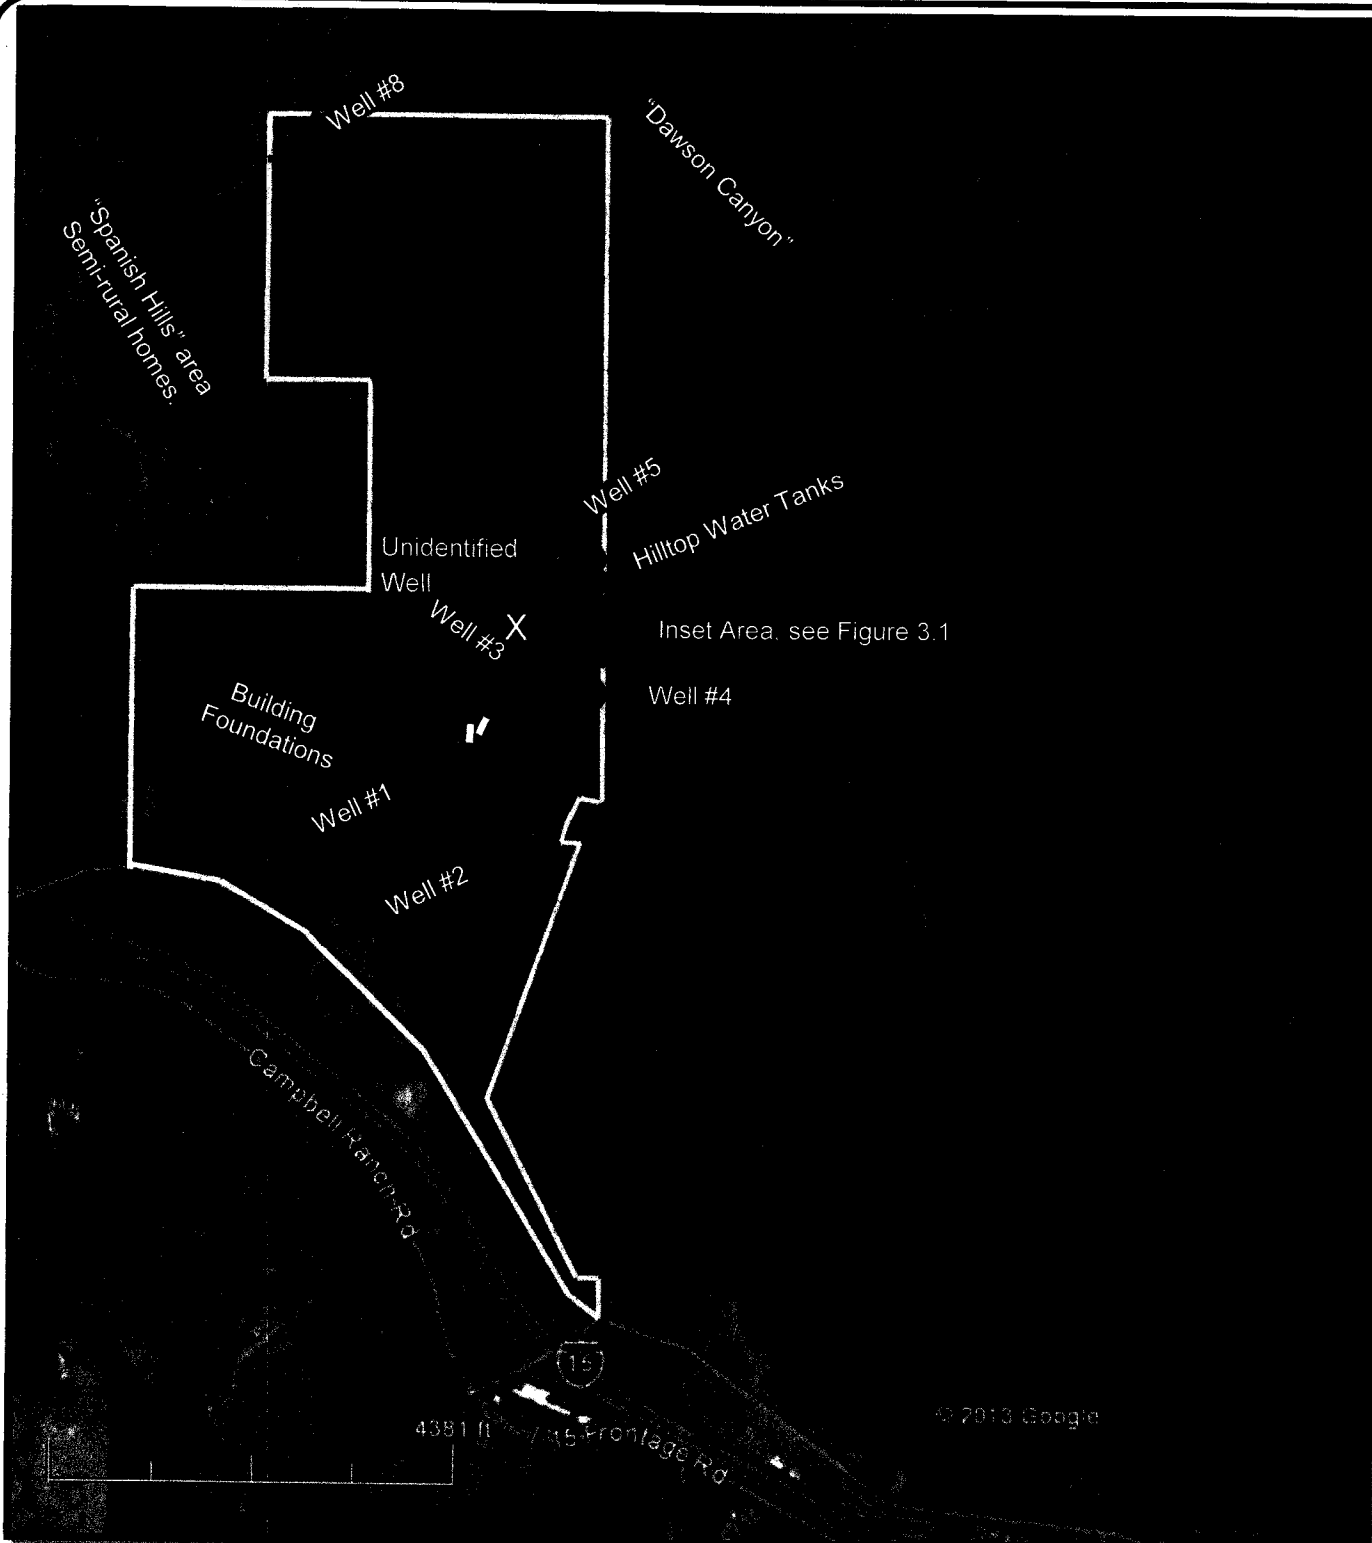 Well #8
"Dawson Canyon"
"Spanish Hills" area
Semi-rural homes.
Well #5
Hilltop Water Tanks
Unidentified
Well
Well #3
X
Inset Area. see Figure 3.1
Well #4
Building
Foundations
Well #1
Well #2
Campbell Ranch Rd
15
4381 ft
I-15 Frontage Rd
© 2013 Google